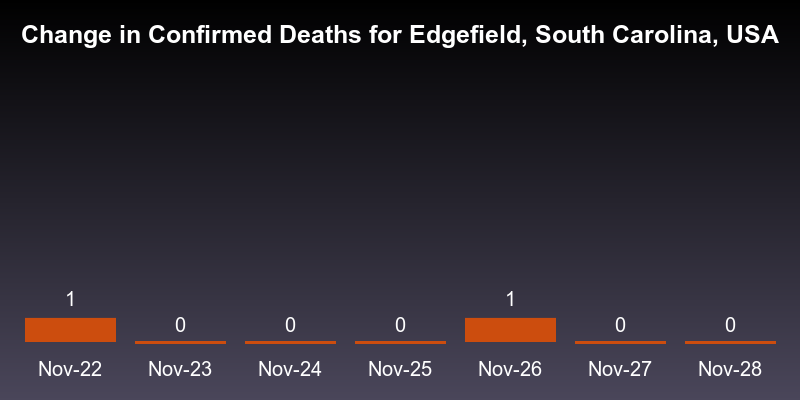 Change in Confirmed Deaths for Edgefield, South Carolina, USA
1 0 0 0 1 0 0
Nov-22 Nov-23 Nov-24 Nov-25 Nov-26 Nov-27 Nov-28